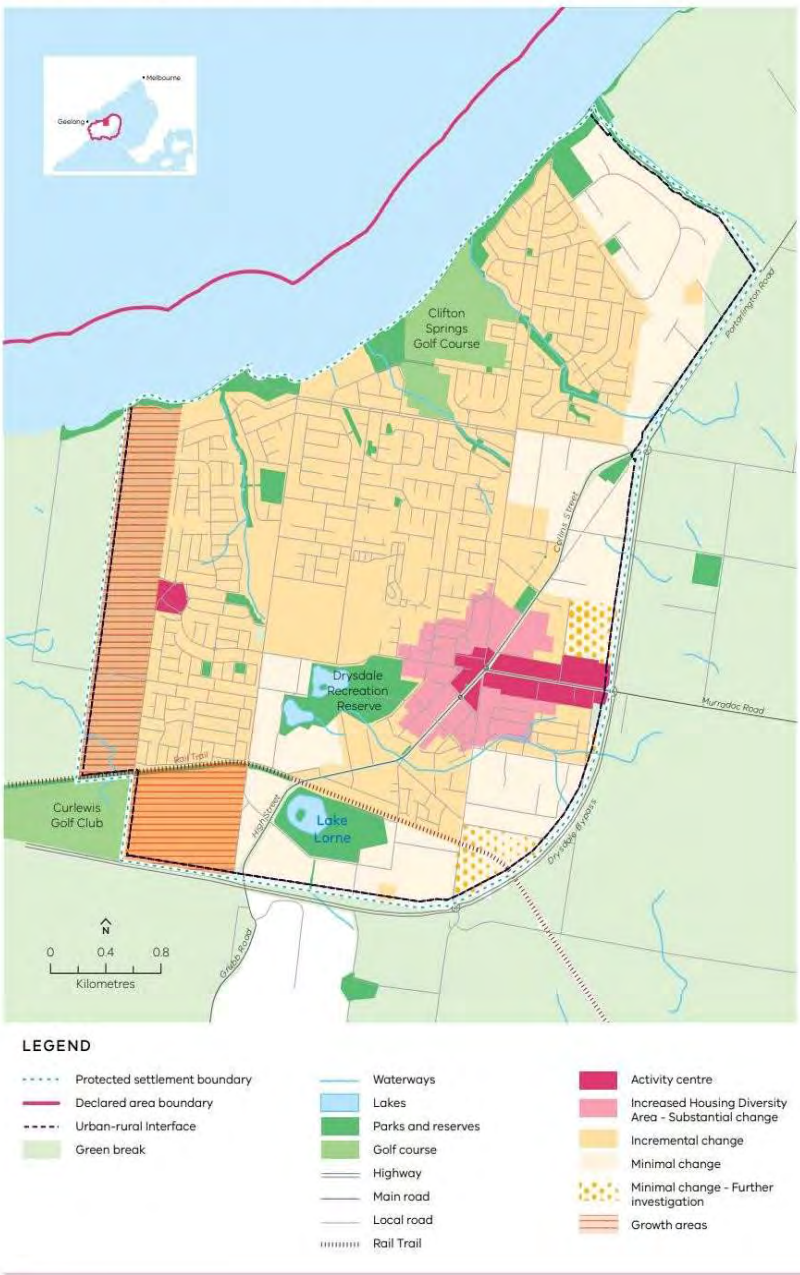 Melbourne
Geelong
Clifton
Springs
Golf Course
Portarlington Road
Collins Street
Drysdale
Recreation
Reserve
Murradoc Road
Rail Trail
Curlewis
Golf Club
High Street
Lake
Lorne
Drysdale Bypass
N
0 0.4 0.8
Kilometres
Grubb Road
LEGEND
Protected settlement boundary
Declared area boundary
Urban-rural Interface
Green break
Waterways
Lakes
Parks and reserves
Golf course
Highway
Main road
Local road
Rail Trail
Activity centre
Increased Housing Diversity
Area - Substantial change
Incremental change
Minimal change
Minimal change - Further
investigation
Growth areas